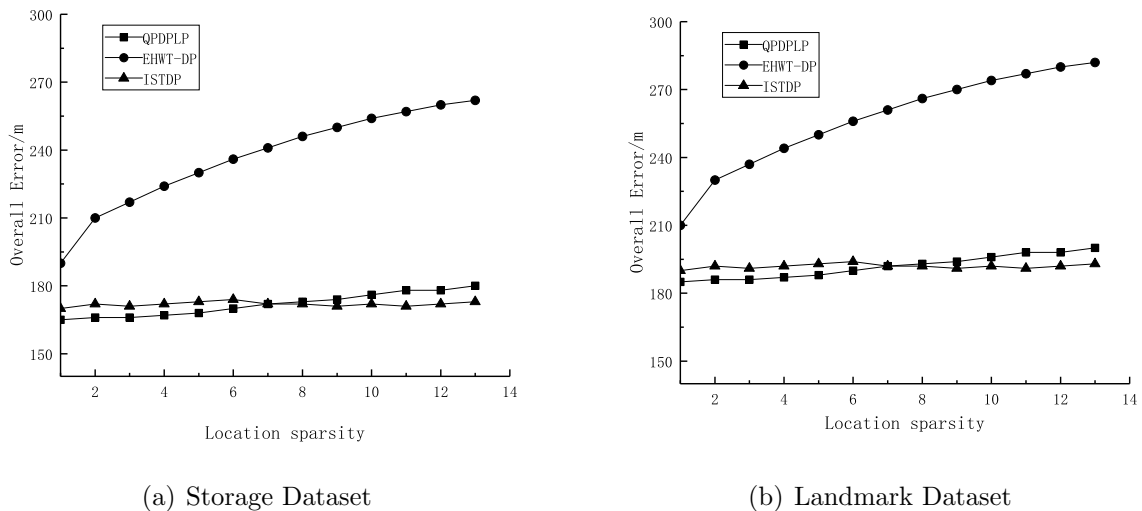 300
270
240
210
180
150
Overall Error/m
QPDPLP
EHWT-DP
ISTDP
2 4 6 8 10 12 14
Location sparsity
(a) Storage Dataset
300
270
240
210
180
150
Overall Error/m
QPDPLP
EHWT-DP
ISTDP
2 4 6 8 10 12 14
Location sparsity
(b) Landmark Dataset